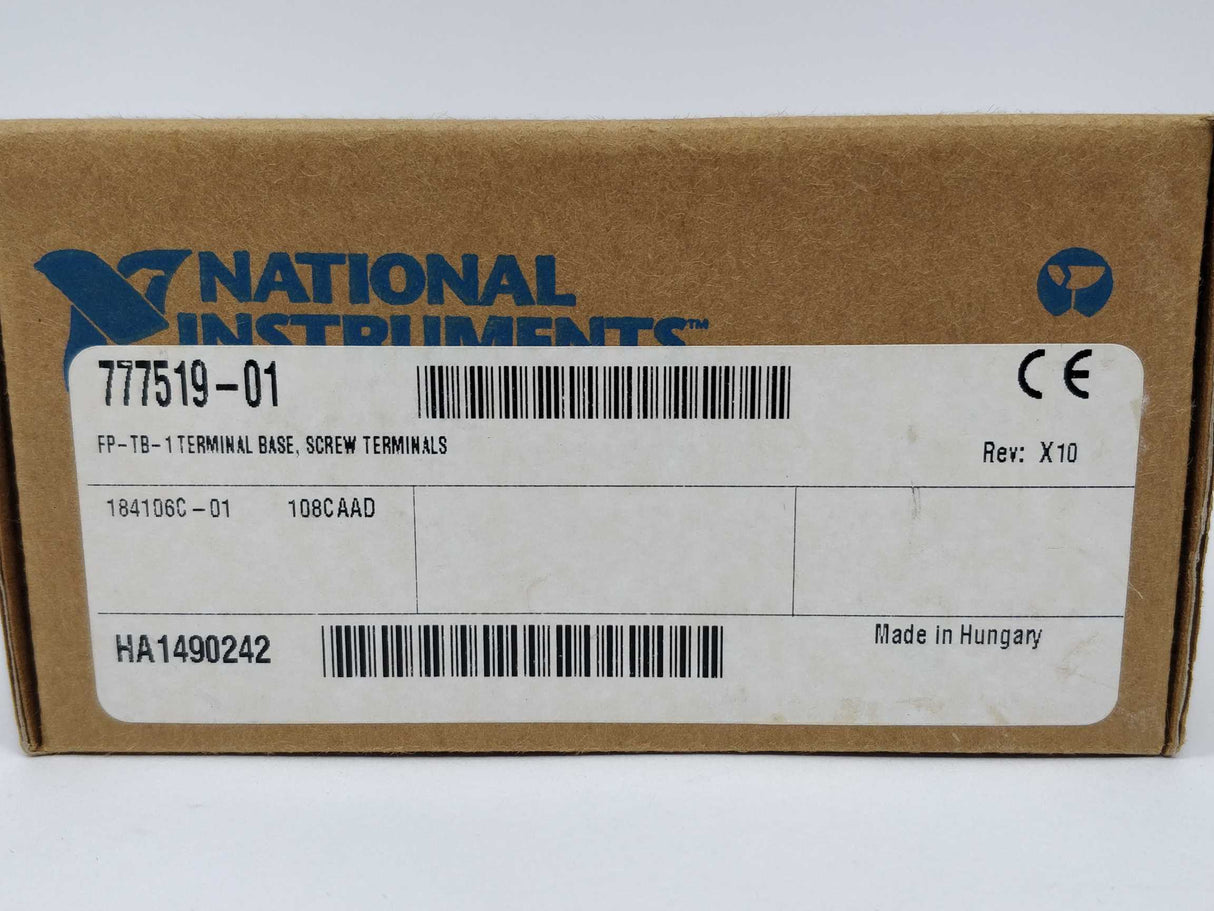 NATIONAL
INSTRUMENTS™
777519-01
CE
FP-TB-1 TERMINAL BASE, SCREW TERMINALS
Rev: X10
184106C-01 108CAAD
HA1490242
Made in Hungary